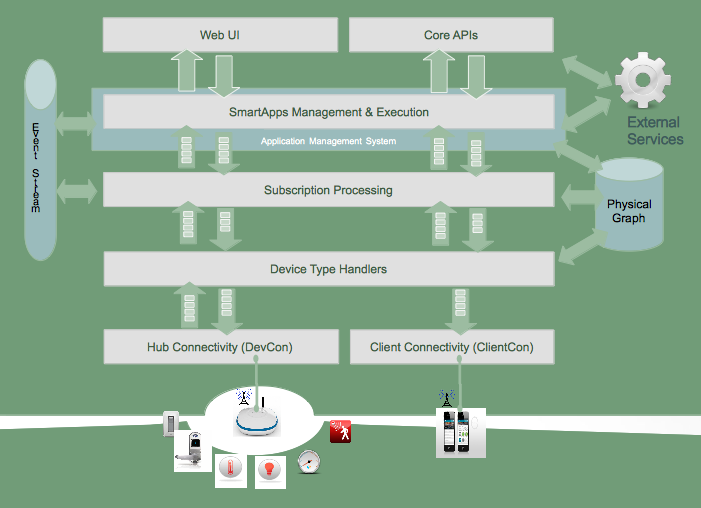 Web UI
Core APIs
SmartApps Management & Execution
Application Management System
External
Services
Event Stream
Subscription Processing
Physical
Graph
Device Type Handlers
Hub Connectivity (DevCon)
Client Connectivity (ClientCon)